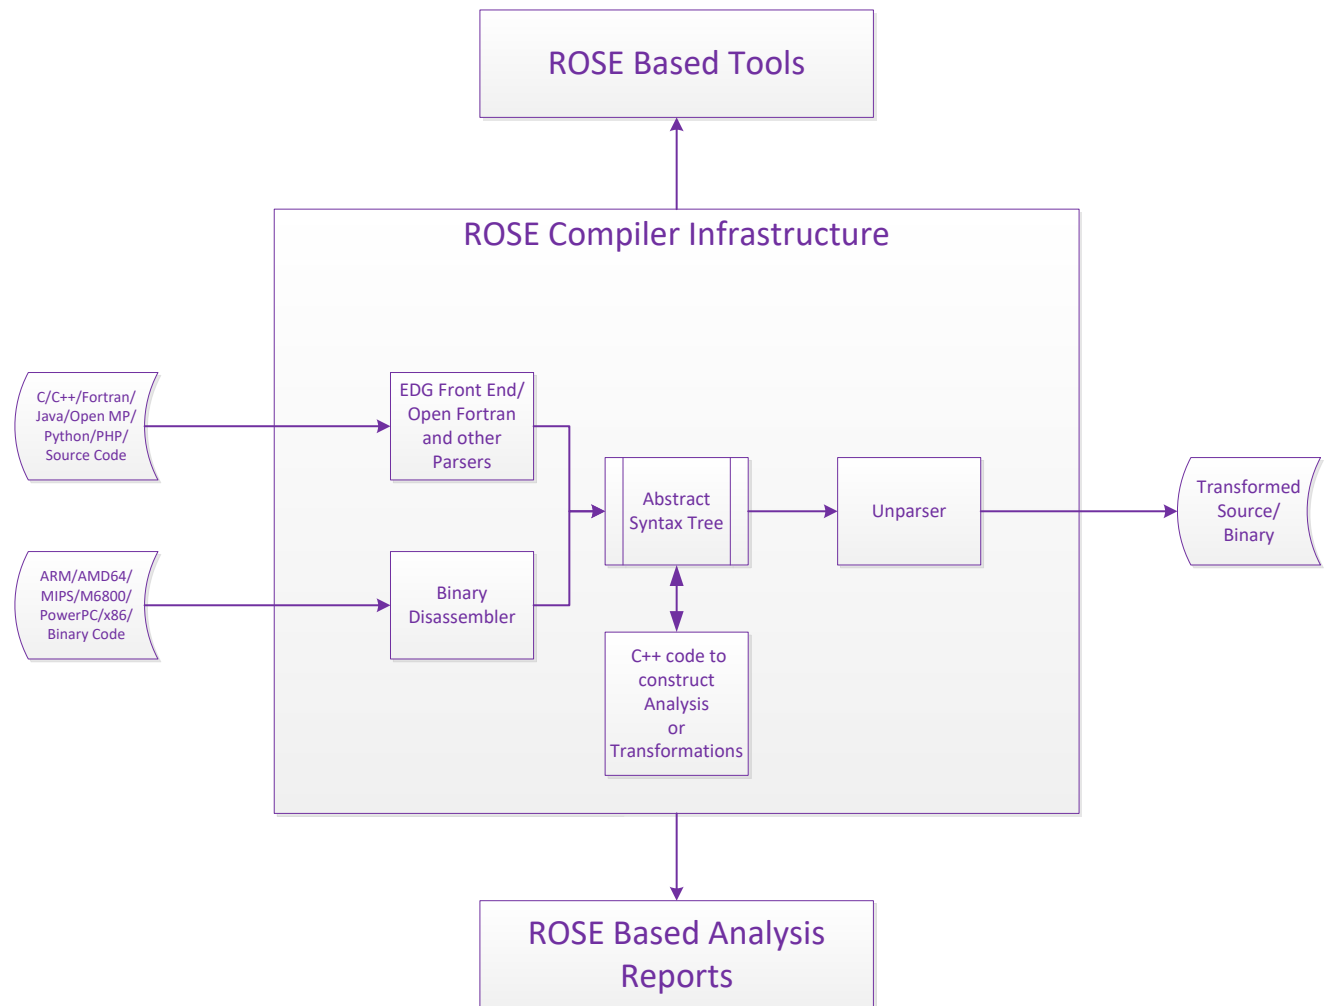 ROSE Based Tools
ROSE Compiler Infrastructure
C/C++/Fortran/
Java/Open MP/
Python/PHP/
Source Code
EDG Front End/
Open Fortran
and other
Parsers
ARM/AMD64/
MIPS/M6800/
PowerPC/x86/
Binary Code
Binary
Disassembler
Abstract
Syntax Tree
Unparser
Transformed
Source/
Binary
C++ code to
construct
Analysis
or
Transformations
ROSE Based Analysis
Reports